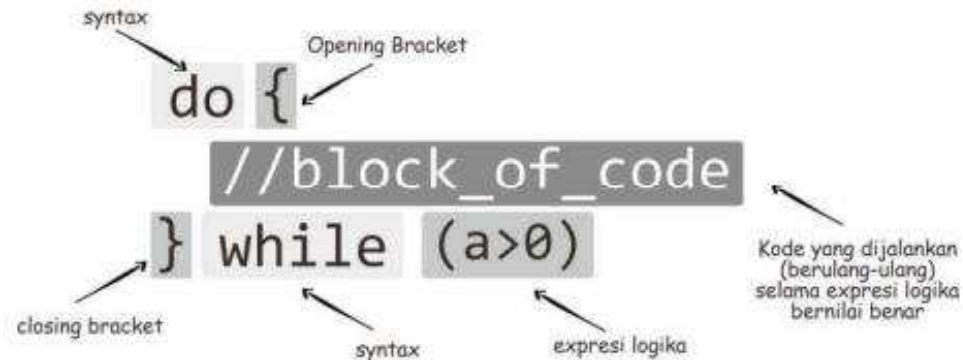 syntax
Opening Bracket
do {
//block_of_code
} while (a>0)
Kode yang dijalankan
(berulang-ulang)
selama expresi logika
bernilai benar
closing bracket
syntax
expresi logika